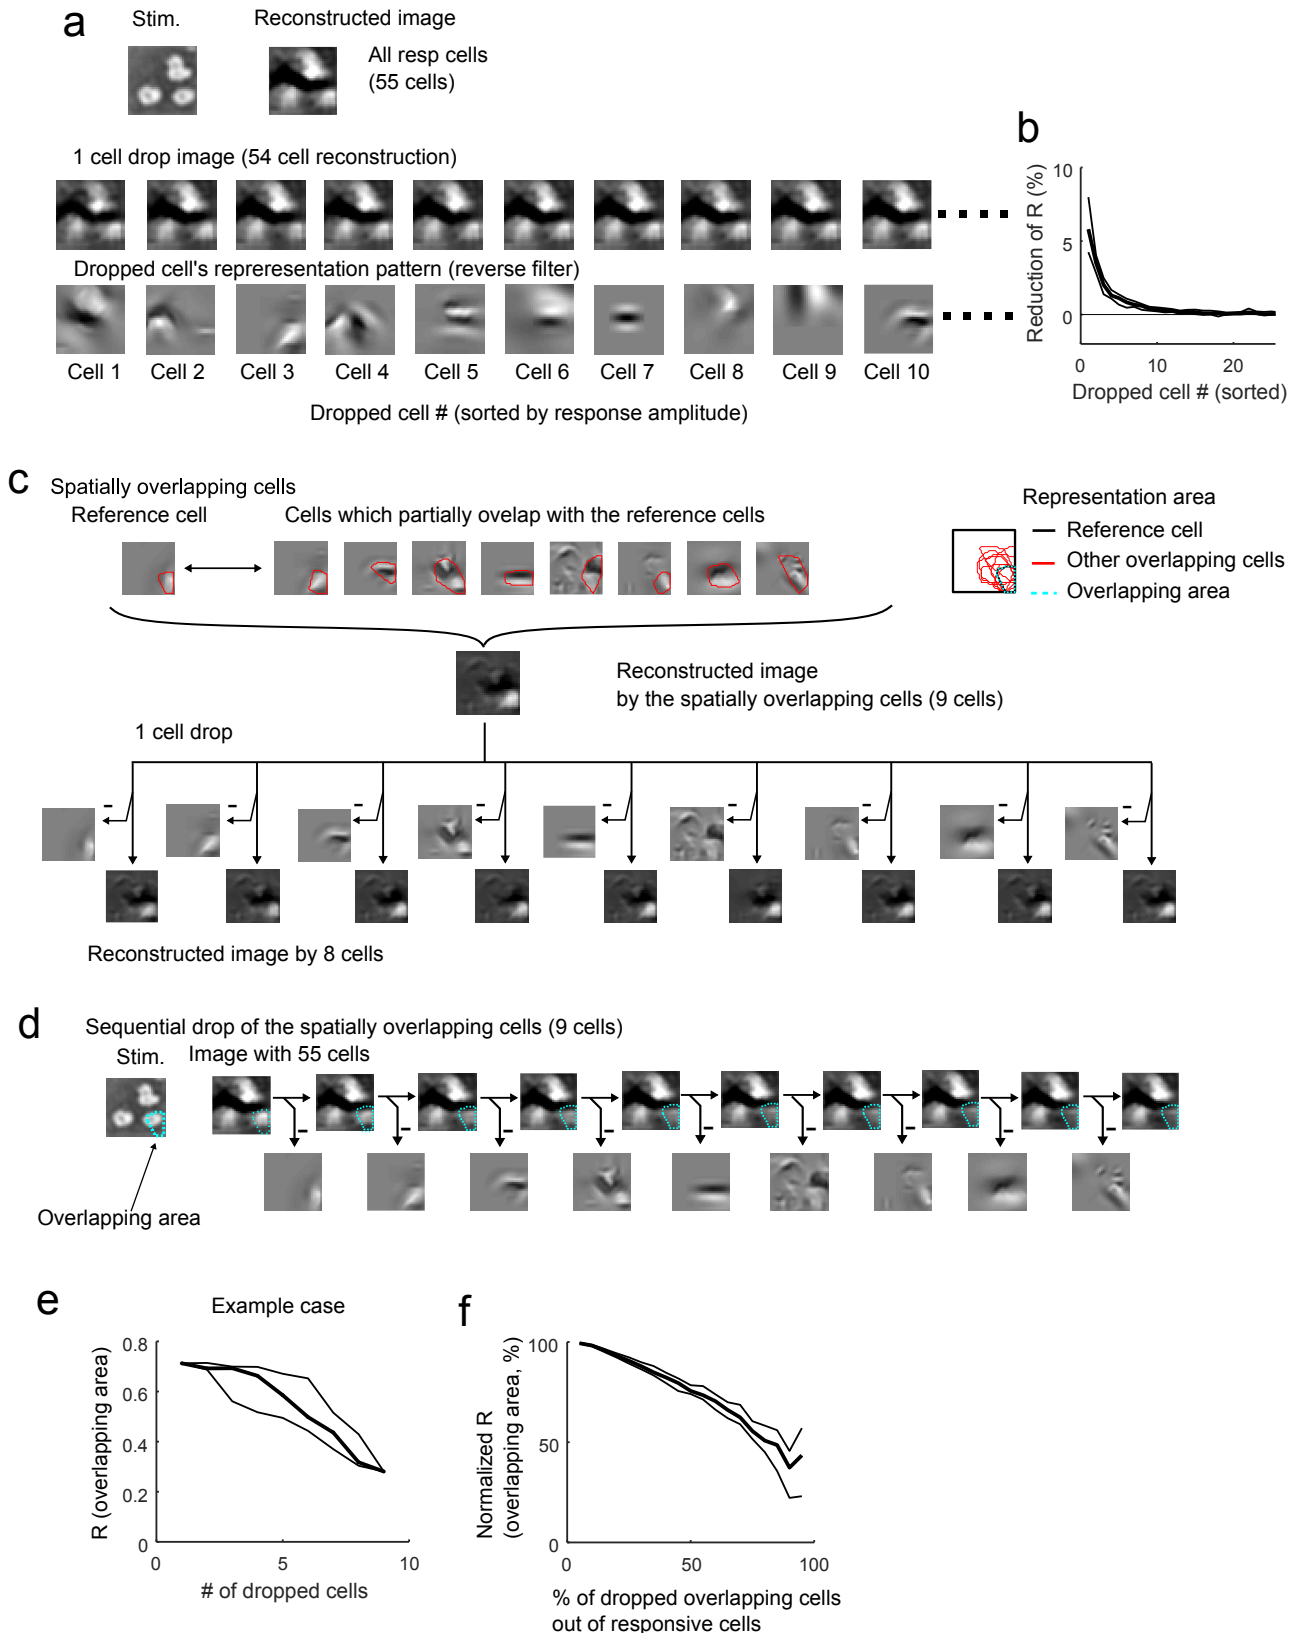 a
Stim.
Reconstructed image
All resp cells
(55 cells)
1 cell drop image (54 cell reconstruction)
Dropped cell's repreresentation pattern (reverse filter)
Cell 1 Cell 2 Cell 3 Cell 4 Cell 5 Cell 6 Cell 7 Cell 8 Cell 9 Cell 10
Dropped cell # (sorted by response amplitude)
b
Reduction of R (%)
10
5
0
0 10 20
Dropped cell # (sorted)
c
Spatially overlapping cells
Reference cell
Cells which partially ovelap with the reference cells
Representation area
Reference cell
Other overlapping cells
Overlapping area
Reconstructed image
by the spatially overlapping cells (9 cells)
1 cell drop
- - - - - - - - -
Reconstructed image by 8 cells
d
Sequential drop of the spatially overlapping cells (9 cells)
Stim.
Image with 55 cells
- - - - - - - - -
Overlapping area
e
Example case
R (overlapping area)
0.8
0.6
0.4
0.2
0
0 5 10
# of dropped cells
f
Normalized R
(overlapping area, %)
100
50
0
0 50 100
% of dropped overlapping cells
out of responsive cells